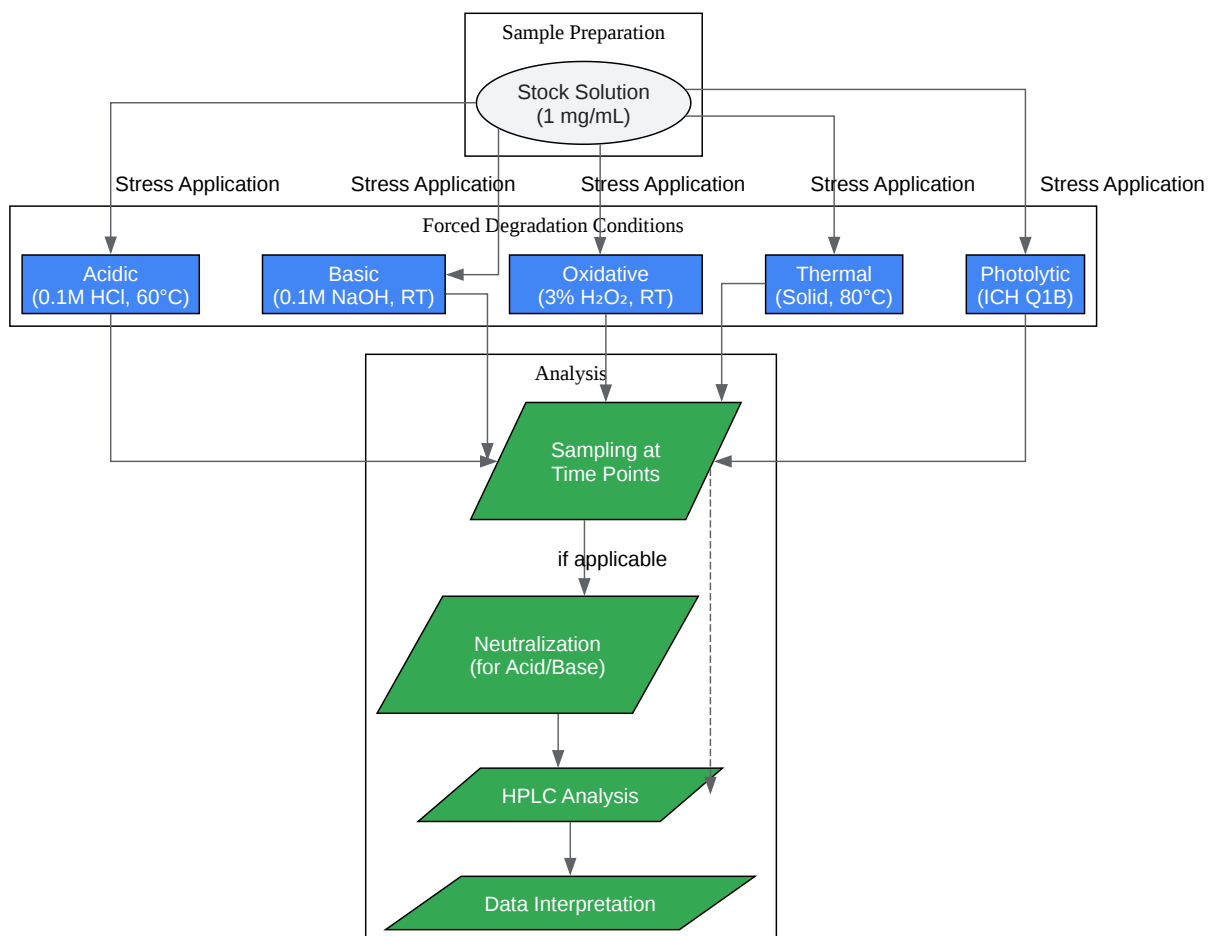 Sample Preparation
Stock Solution
(1 mg/mL)
Stress Application
Stress Application
Stress Application
Stress Application
Stress Application
Forced Degradation Conditions
Acidic
(0.1M HCl, 60°C)
Basic
(0.1M NaOH, RT)
Oxidative
(3% H₂O₂, RT)
Thermal
(Solid, 80°C)
Photolytic
(ICH Q1B)
Analysis
Sampling at
Time Points
if applicable
Neutralization
(for Acid/Base)
HPLC Analysis
Data Interpretation